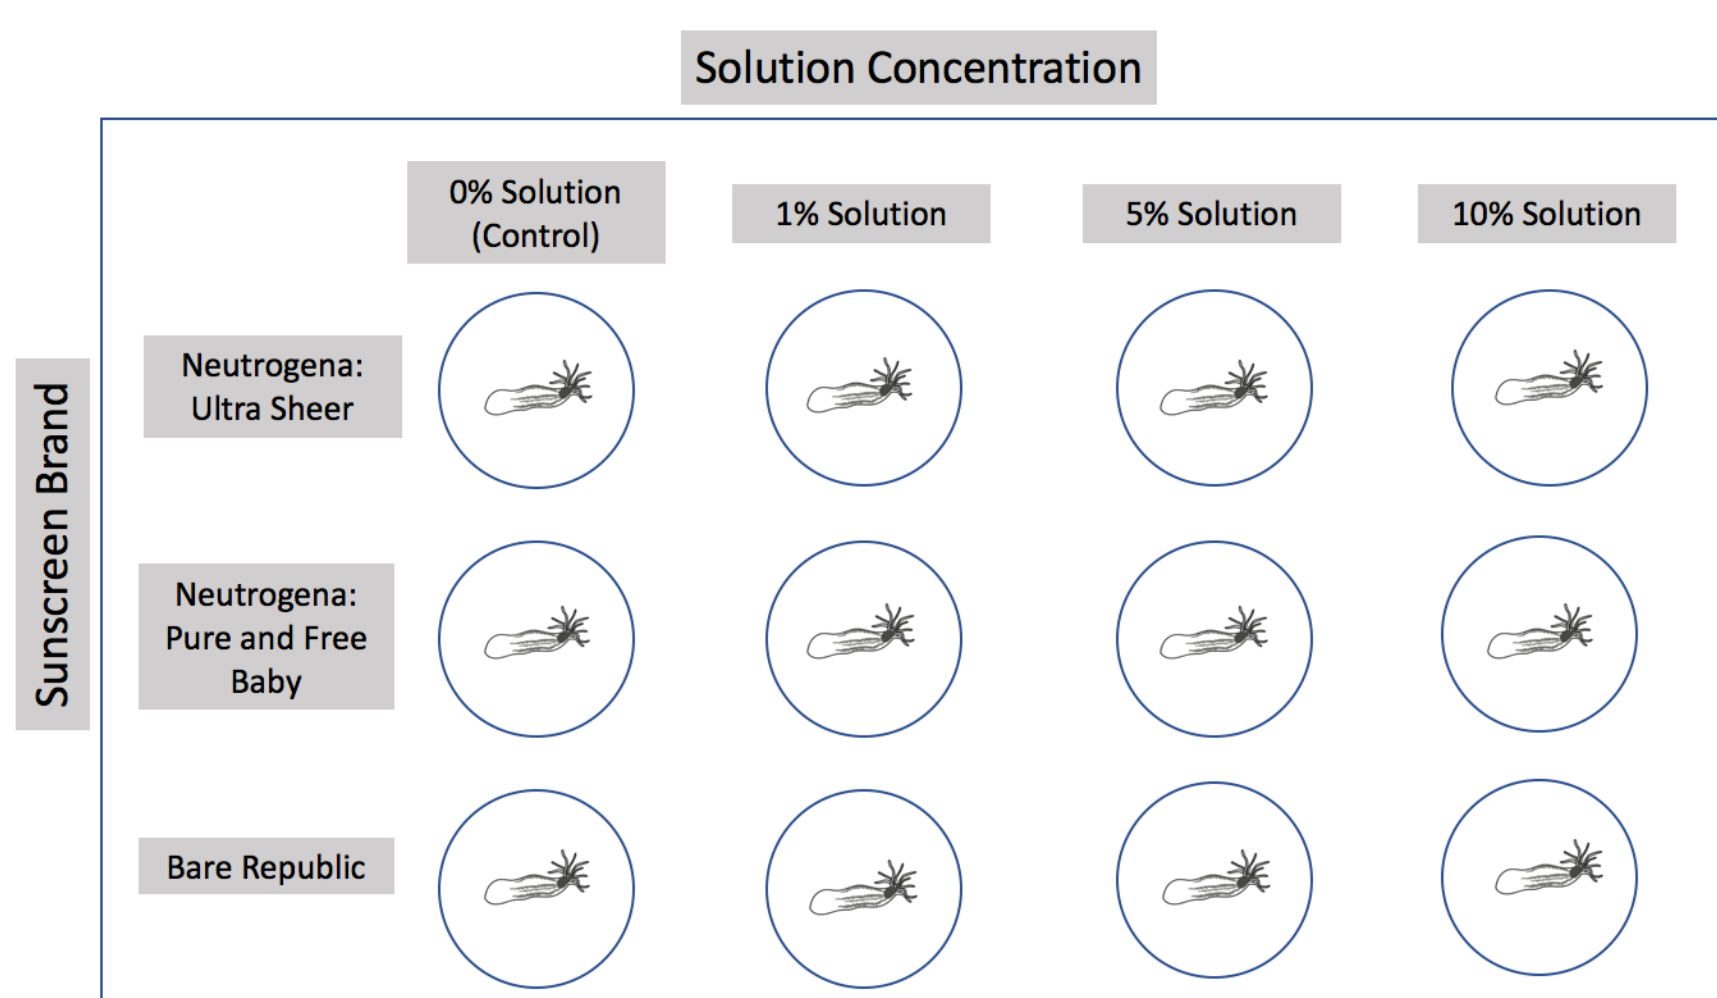 Solution Concentration
0% Solution
(Control)
1% Solution
5% Solution
10% Solution
Sunscreen Brand
Neutrogena:
Ultra Sheer
Neutrogena:
Pure and Free
Baby
Bare Republic